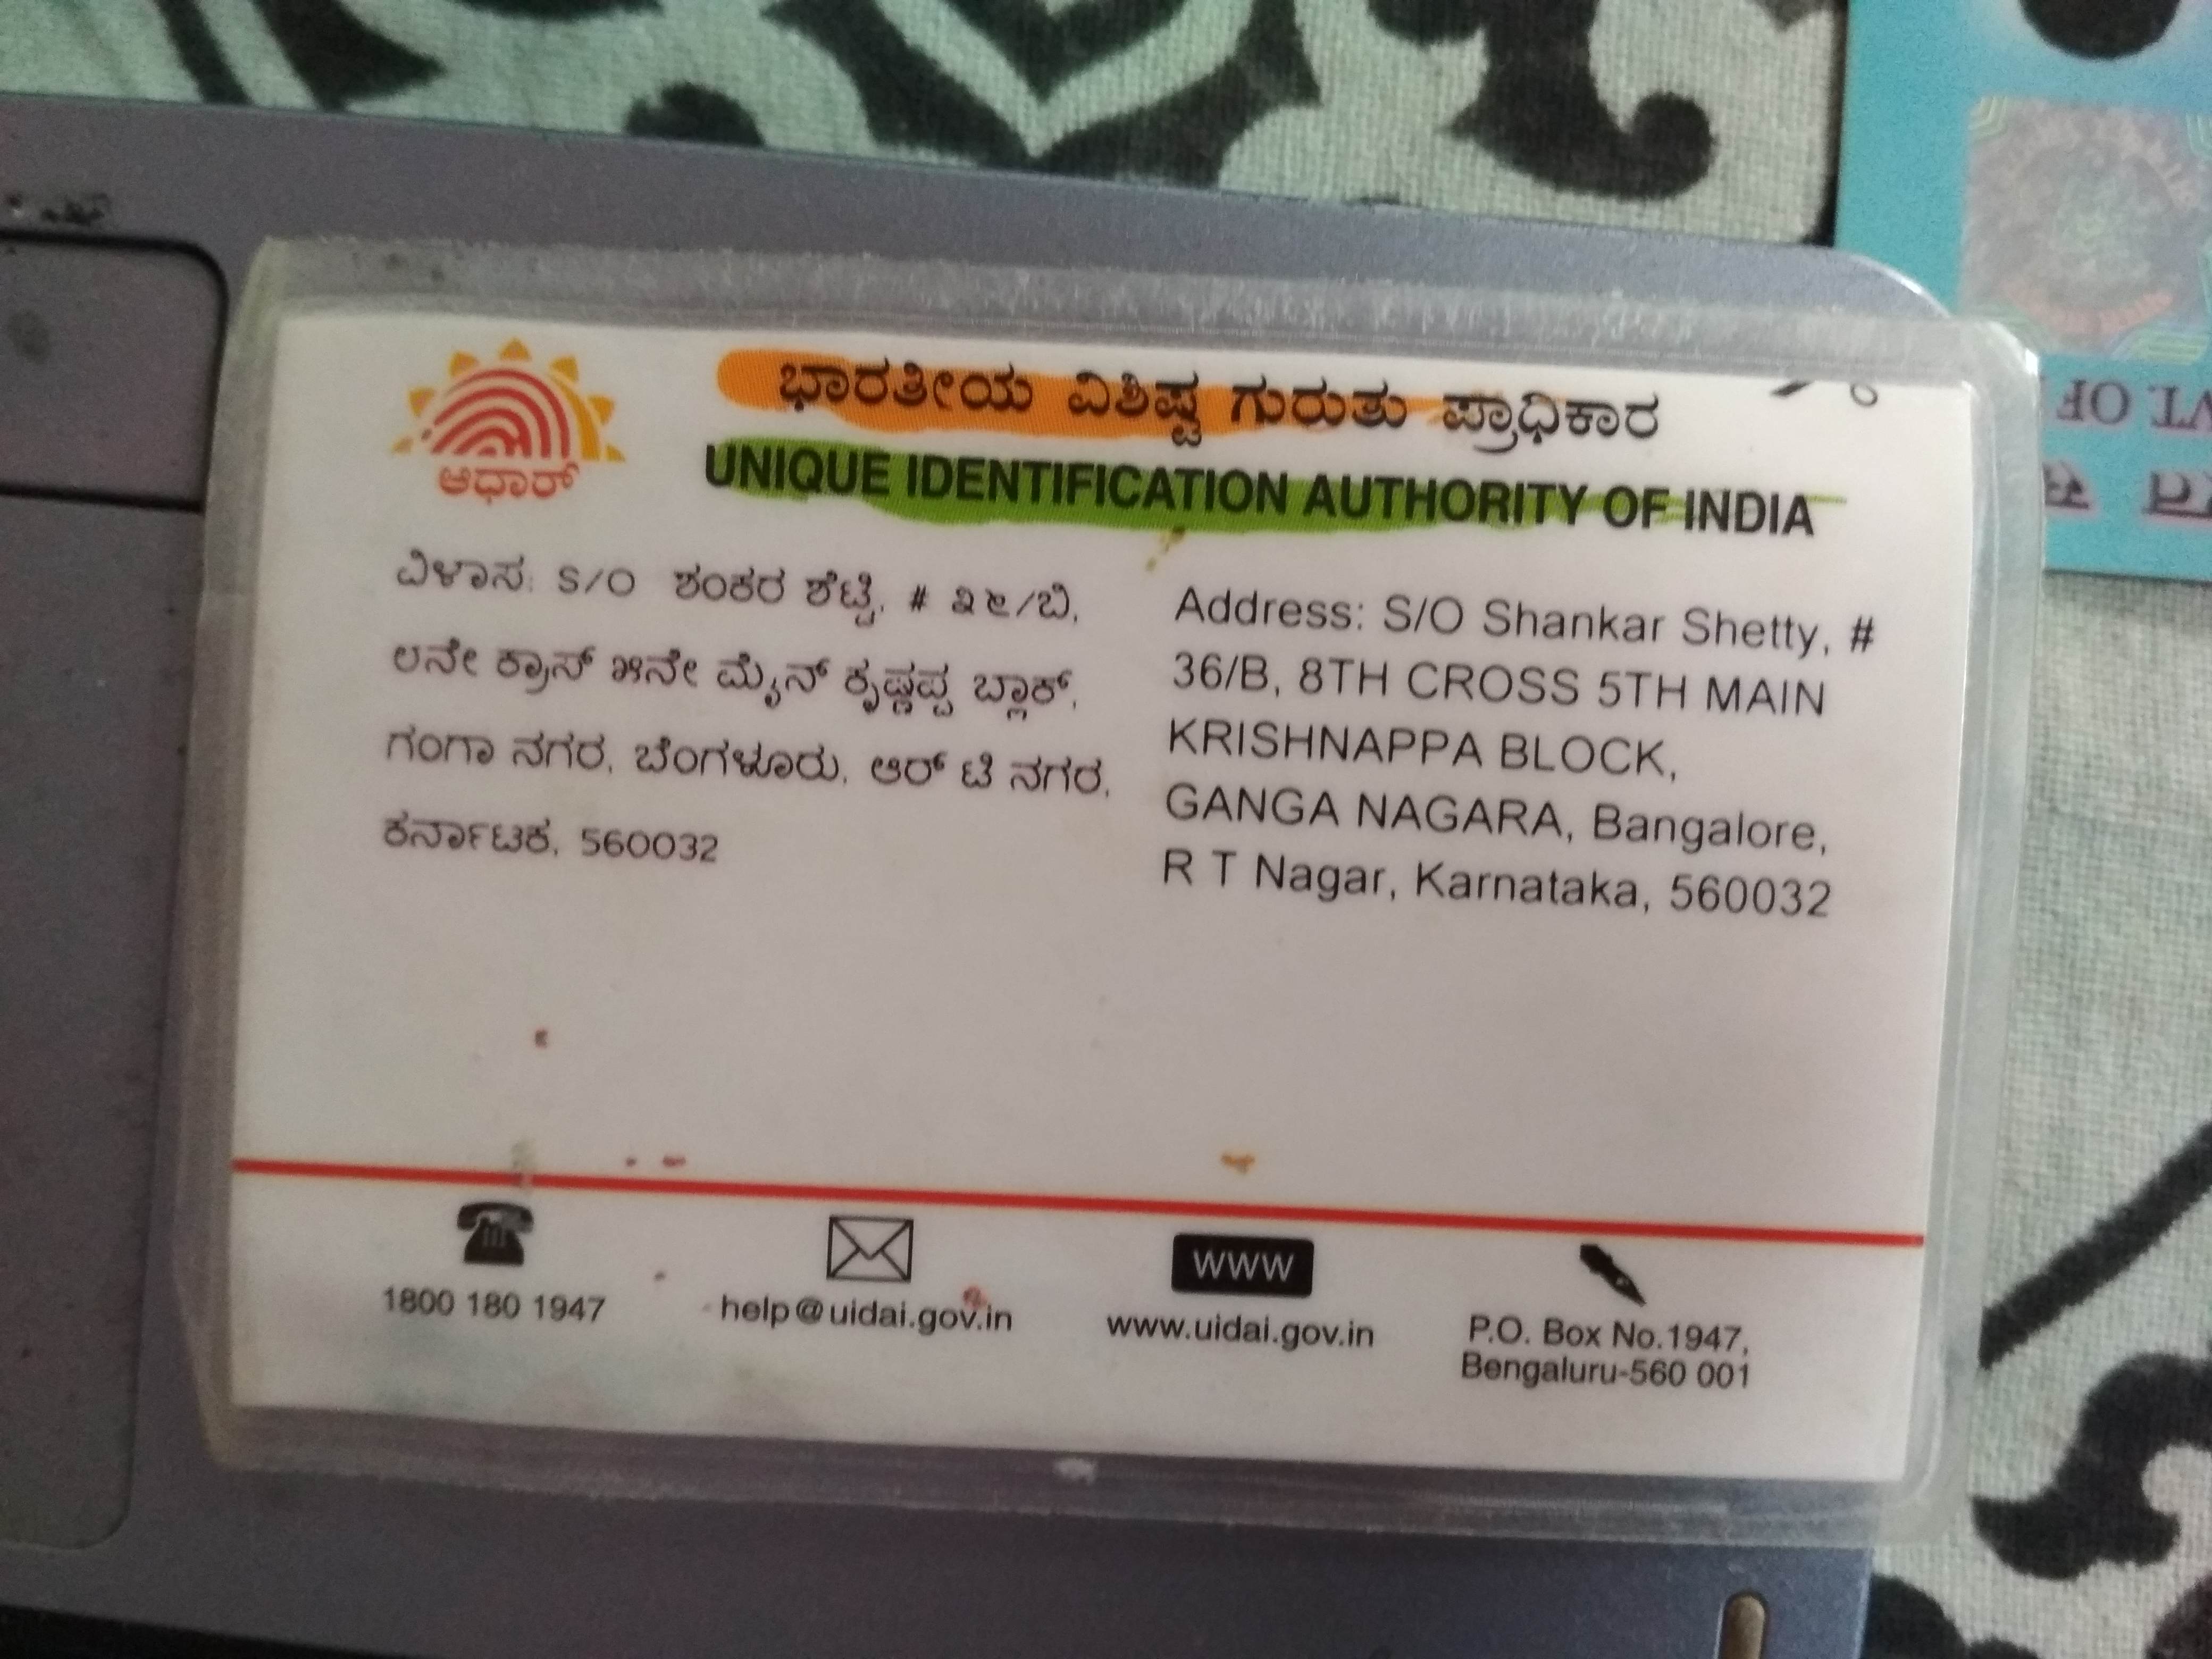 ಆಧಾರ್
ಭಾರತೀಯ ವಿಶಿಷ್ಟ ಗುರುತು ಪ್ರಾಧಿಕಾರ
UNIQUE IDENTIFICATION AUTHORITY OF INDIA
ವಿಳಾಸ: S/O ಶಂಕರ ಶೆಟ್ಟಿ, # ೩೬/ಬಿ,
೮ನೇ ಕ್ರಾಸ್ ೫ನೇ ಮೈನ್ ಕೃಷ್ಣಪ್ಪ ಬ್ಲಾಕ್,
ಗಂಗಾ ನಗರ, ಬೆಂಗಳೂರು, ಆರ್ ಟಿ ನಗರ,
ಕರ್ನಾಟಕ, 560032
Address: S/O Shankar Shetty, #
36/B, 8TH CROSS 5TH MAIN
KRISHNAPPA BLOCK,
GANGA NAGARA, Bangalore,
R T Nagar, Karnataka, 560032
1800 180 1947
help@uidai.gov.in
WWW
www.uidai.gov.in
P.O. Box No.1947,
Bengaluru-560 001
VT. OF